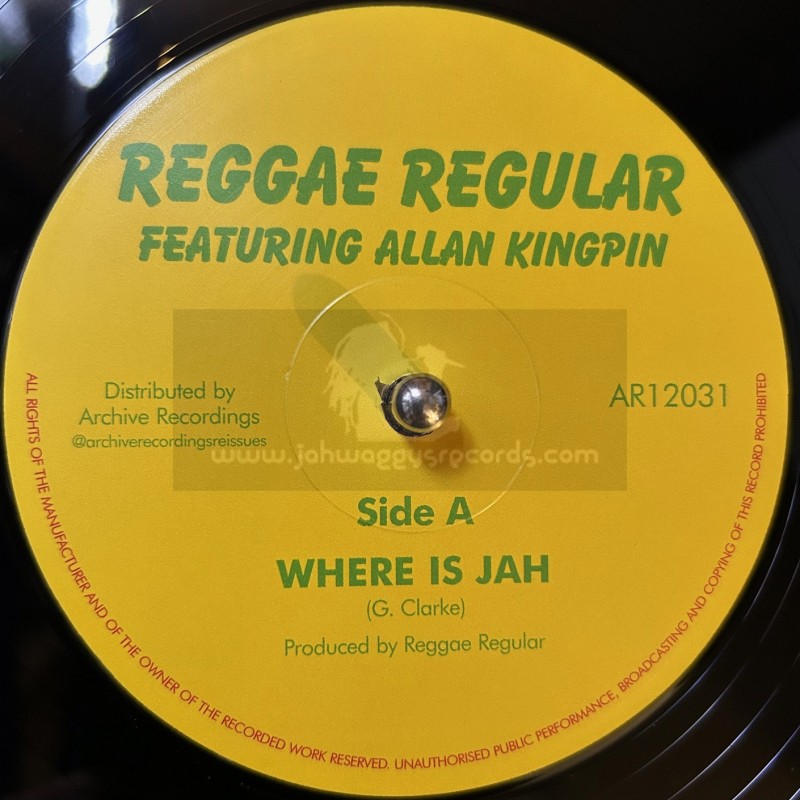 REGGAE REGULAR
FEATURING ALLAN KINGPIN
Distributed by
Archive Recordings
@archiverecordingsreissues
AR12031
www.jahwaggysrecords.com
Side A
WHERE IS JAH
(G. Clarke)
Produced by Reggae Regular
ALL RIGHTS OF THE MANUFACTURER AND OF THE OWNER OF THE RECORDED WORK RESERVED. UNAUTHORISED PUBLIC PERFORMANCE, BROADCASTING AND COPYING OF THIS RECORD PROHIBITED